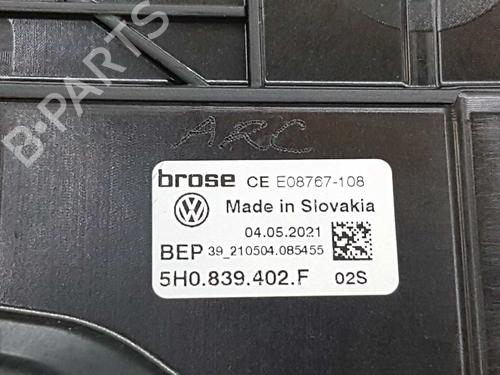 B-PARTS
ARC
brose CE E08767-108
Made in Slovakia
04.05.2021
BEP 39_210504.085455
5H0.839.402.F 02S